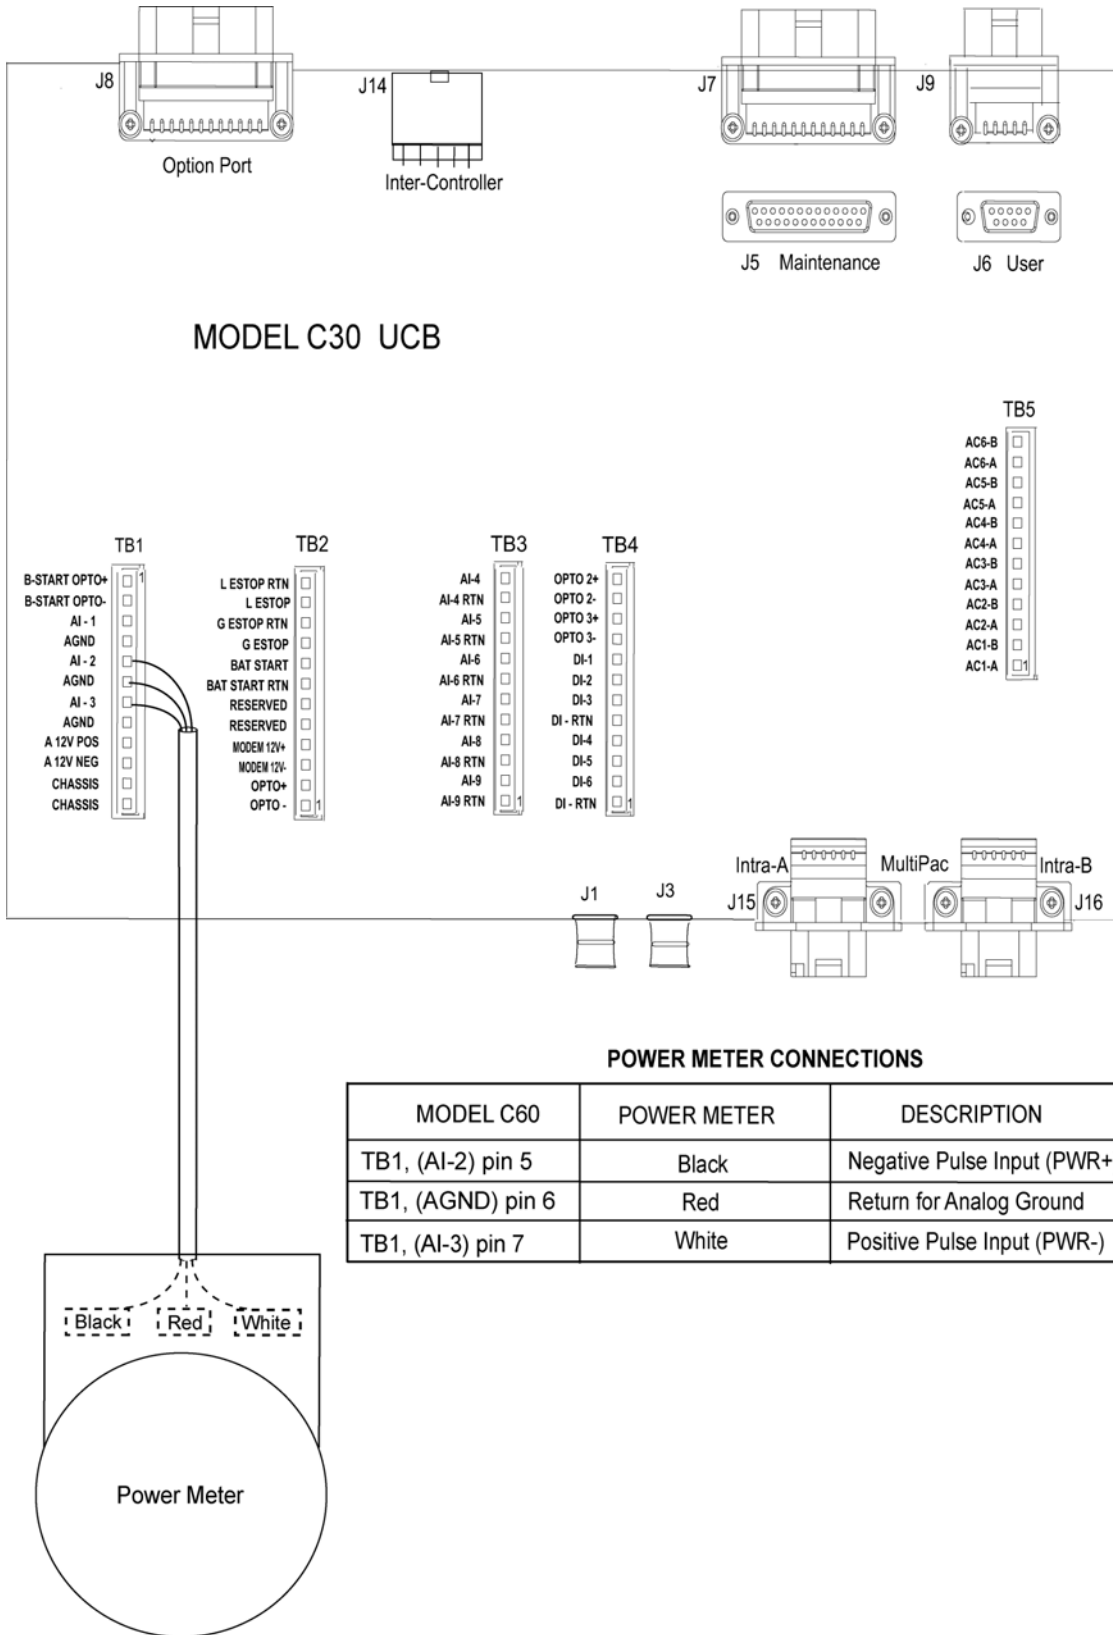 J8
J14
J7
J9
Option Port
Inter-Controller
J5 Maintenance
J6 User
MODEL C30 UCB
TB5
AC6-B
AC6-A
AC5-B
AC5-A
AC4-B
AC4-A
AC3-B
AC3-A
AC2-B
AC2-A
AC1-B
AC1-A 1
TB1
B-START OPTO+ 1
B-START OPTO-
AI - 1
AGND
AI - 2
AGND
AI - 3
AGND
A 12V POS
A 12V NEG
CHASSIS
CHASSIS
TB2
L ESTOP RTN
L ESTOP
G ESTOP RTN
G ESTOP
BAT START
BAT START RTN
RESERVED
RESERVED
MODEM 12V+
MODEM 12V-
OPTO+
OPTO - 1
TB3
AI-4
AI-4 RTN
AI-5
AI-5 RTN
AI-6
AI-6 RTN
AI-7
AI-7 RTN
AI-8
AI-8 RTN
AI-9
AI-9 RTN 1
TB4
OPTO 2+
OPTO 2-
OPTO 3+
OPTO 3-
DI-1
DI-2
DI-3
DI - RTN
DI-4
DI-5
DI-6
DI - RTN 1
Intra-A MultiPac Intra-B
J1 J3 J15 J16
POWER METER CONNECTIONS
MODEL C60 POWER METER DESCRIPTION
TB1, (AI-2) pin 5 Black Negative Pulse Input (PWR+
TB1, (AGND) pin 6 Red Return for Analog Ground
TB1, (AI-3) pin 7 White Positive Pulse Input (PWR-)
Black Red White
Power Meter